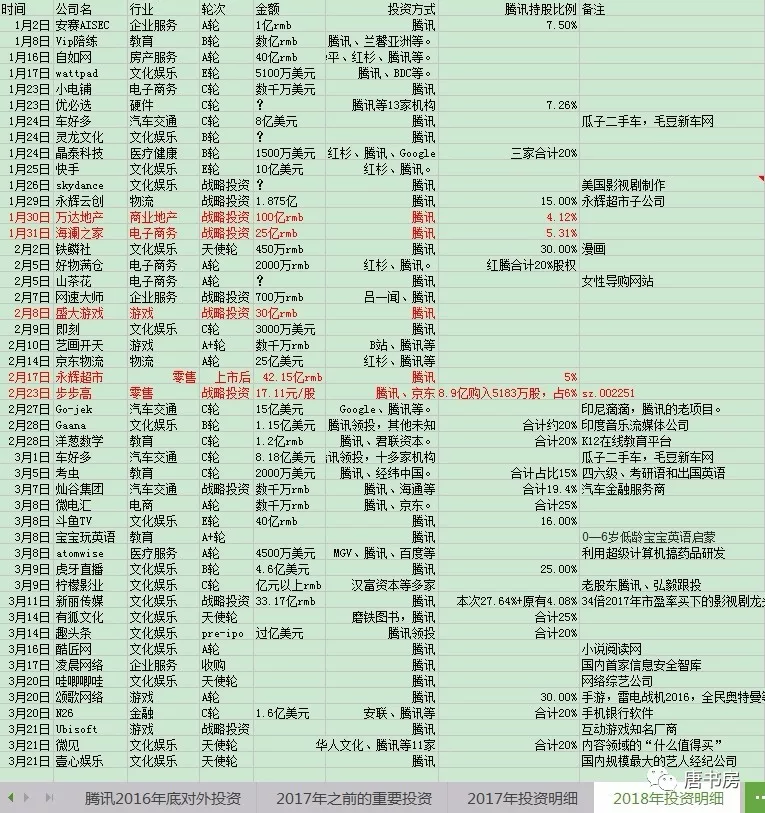 时间 公司名 行业 轮次 金额 投资方式 腾讯持股比例 备注
1月2日 安赛AISEC 企业服务 A轮 1亿rmb 腾讯 7.50%
1月8日 Vip陪练 教育 B轮 数亿rmb 腾讯、兰馨亚洲等。
1月16日 自如网 房产服务 A轮 40亿rmb 平、红杉、腾讯等。
1月17日 wattpad 文化娱乐 E轮 5100万美元 腾讯、BDC等。
1月23日 小电铺 电子商务 C轮 数千万美元 腾讯
1月23日 优必选 硬件 C轮 ? 腾讯等13家机构 7.26%
1月24日 车好多 汽车交通 C轮 8亿美元 腾讯 瓜子二手车，毛豆新车网
1月24日 灵龙文化 文化娱乐 B轮 ? 腾讯
1月24日 晶泰科技 医疗健康 B轮 1500万美元 红杉、腾讯、Google 三家合计20%
1月25日 快手 文化娱乐 E轮 10亿美元 红杉、腾讯。
1月26日 skydance 文化娱乐 战略投资 ? 腾讯 美国影视剧制作
1月29日 永辉云创 物流 战略投资 1.875亿 腾讯 15.00% 永辉超市子公司
1月30日 万达地产 商业地产 战略投资 100亿rmb 腾讯 4.12%
1月31日 海澜之家 电子商务 战略投资 25亿rmb 腾讯 5.31%
2月2日 铁鳞社 文化娱乐 天使轮 450万rmb 腾讯 30.00% 漫画
2月5日 好物满仓 电子商务 A轮 2000万rmb 红杉、腾讯。 红腾合计20%股权
2月5日 山茶花 电子商务 A轮 ? 腾讯 女性导购网站
2月7日 网速大师 企业服务 战略投资 700万rmb 吕一闻、腾讯
2月8日 盛大游戏 游戏 战略投资 30亿rmb 腾讯
2月9日 即刻 文化娱乐 C轮 3000万美元 腾讯
2月10日 艺画开天 游戏 A+轮 数千万rmb B站、腾讯等
2月14日 京东物流 物流 A轮 25亿美元 红杉、腾讯等
2月17日 永辉超市 零售 上市后 42.15亿rmb 腾讯 5%
2月23日 步步高 零售 战略投资 17.11元/股 腾讯、京东 8.9亿购入5183万股，占6% sz.002251
2月27日 Go-jek 汽车交通 C轮 15亿美元 Google、腾讯等。 印尼滴滴，腾讯的老项目。
2月28日 Gaana 文化娱乐 B轮 1.15亿美元 腾讯领投，其他未知 合计约20% 印度音乐流媒体公司
2月28日 洋葱数学 教育 C轮 1.2亿rmb 腾讯、君联资本。 合计20% K12在线教育平台
3月1日 车好多 汽车交通 C轮 8.18亿美元 讯领投，十多家机构 瓜子二手车，毛豆新车网
3月5日 考虫 教育 C轮 2000万美元 腾讯、经纬中国。 合计占比15% 四六级、考研语和出国英语
3月7日 灿谷集团 汽车交通 战略投资 数千万rmb 腾讯、海通等 合计19.4% 汽车金融服务商
3月8日 微电汇 电商 A轮 数千万rmb 腾讯、京东。 合计25%
3月8日 斗鱼TV 文化娱乐 E轮 40亿rmb 腾讯 16.00%
3月8日 宝宝玩英语 教育 A+轮 腾讯 0—6岁低龄宝宝英语启蒙
3月8日 atomwise 医疗服务 A轮 4500万美元 MGV、腾讯、百度等 利用超级计算机搞药品研发
3月9日 虎牙直播 文化娱乐 B轮 4.6亿美元 腾讯 25.00%
3月9日 柠檬影业 文化娱乐 C轮 亿元以上rmb 汉富资本等多家 老股东腾讯、弘毅跟投
3月11日 新丽传媒 文化娱乐 战略投资 33.17亿rmb 腾讯 本次27.64%+原有4.08% 34倍2017年市盈率买下的影视剧龙头
3月14日 有狐文化 文化娱乐 天使轮 磨铁图书，腾讯 合计25%
3月14日 趣头条 文化娱乐 pre-ipo 过亿美元 腾讯领投 合计20%
3月16日 酷匠网 文化娱乐 A轮 腾讯 小说阅读网
3月17日 凌晨网络 企业服务 收购 腾讯 国内首家信息安全智库
3月20日 哇唧唧哇 文化娱乐 天使轮 腾讯 网络综艺公司
3月20日 颂歌网络 游戏 A轮 腾讯 30.00% 手游，雷电战机2016，全民奥特曼等
3月20日 N26 金融 C轮 1.6亿美元 安联、腾讯等 合计20% 手机银行软件
3月21日 Ubisoft 游戏 战略投资 腾讯 互动游戏知名厂商
3月21日 微见 文化娱乐 天使轮 华人文化、腾讯等11家 合计20% 内容领域的“什么值得买”
3月21日 壹心娱乐 文化娱乐 天使轮 腾讯 国内规模最大的艺人经纪公司
唐书房
腾讯2016年底对外投资 2017年之前的重要投资 2017年投资明细 2018年投资明细